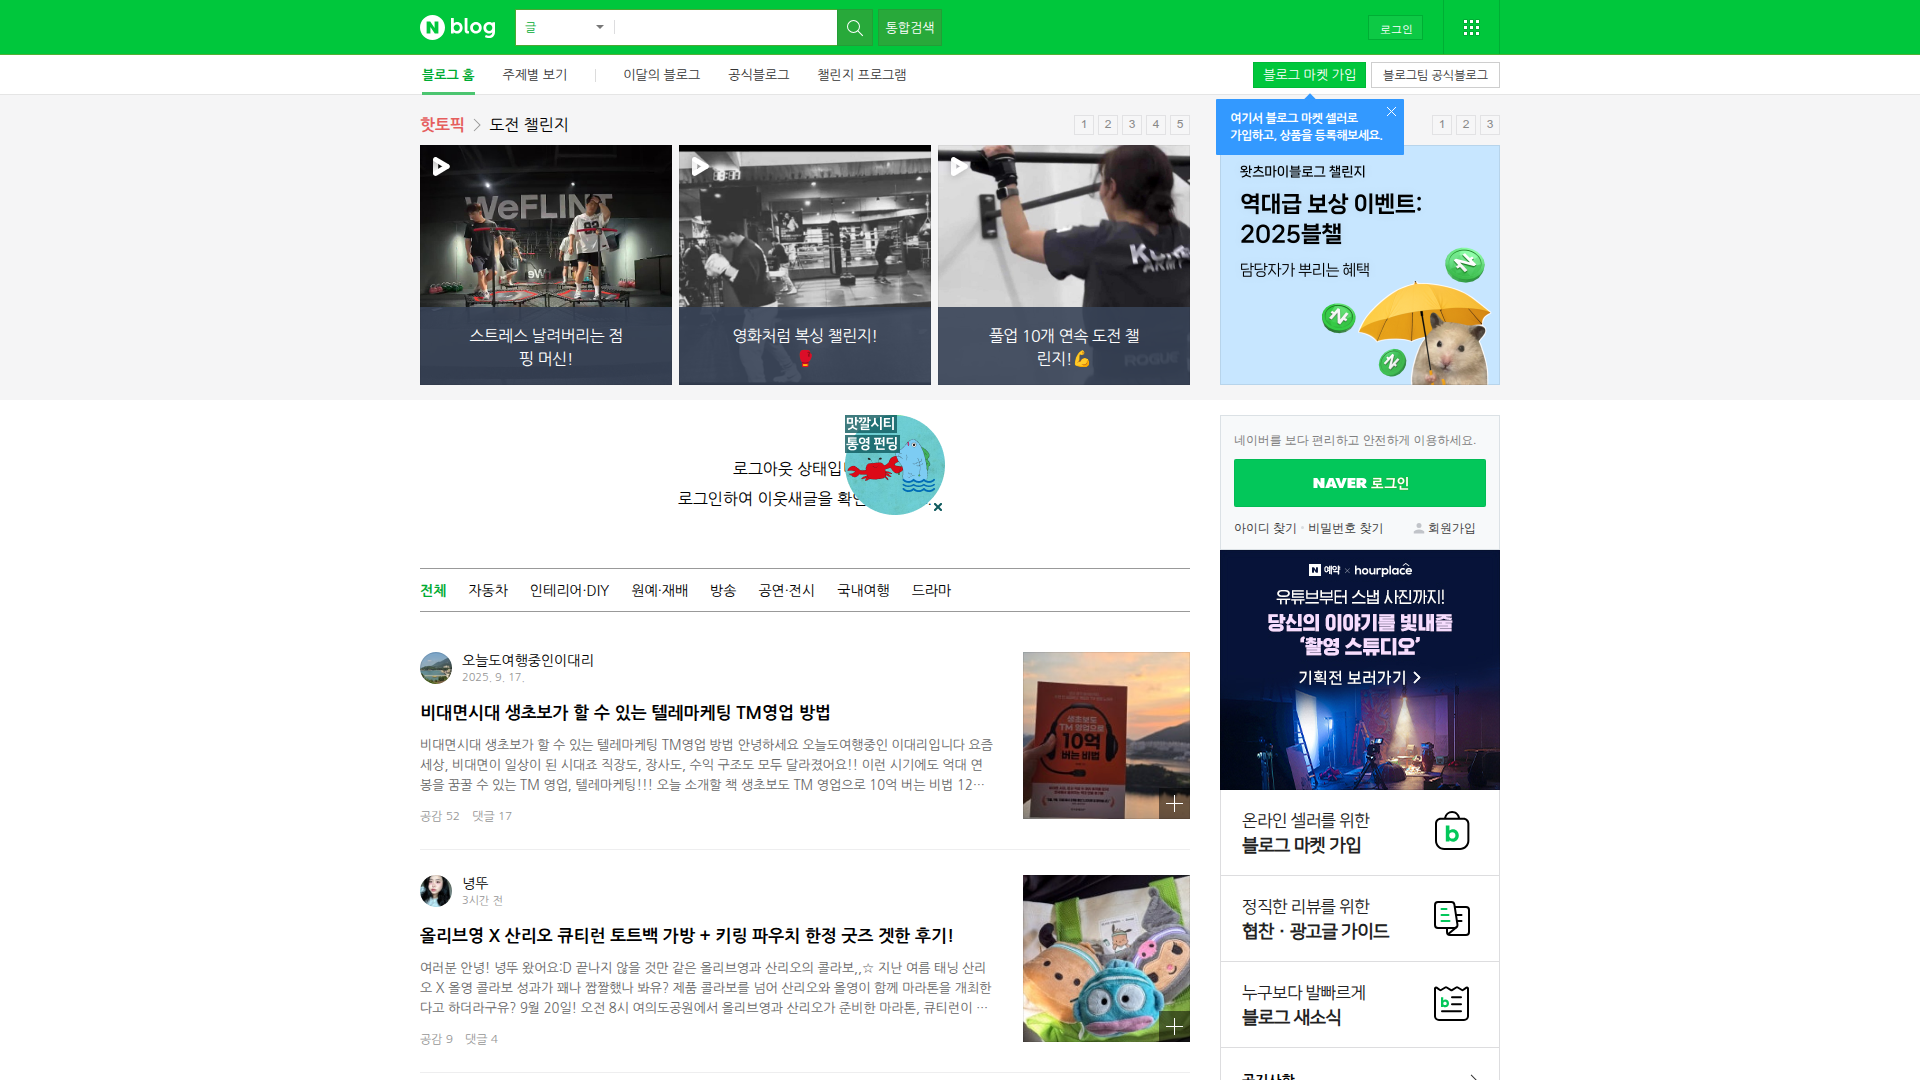 blog
글
통합검색
로그인
블로그 홈
주제별 보기
이달의 블로그
공식블로그
챌린지 프로그램
블로그 마켓 가입
블로그팀 공식블로그
여기서 블로그 마켓 셀러로
가입하고, 상품을 등록해보세요.
핫토픽
도전 챌린지
1 2 3 4 5
1 2 3
WeFLINT
스트레스 날려버리는 점
핑 머신!
영화처럼 복싱 챌린지!
🥊
풀업 10개 연속 도전 챌
린지!💪
왓츠마이블로그 챌린지
역대급 보상 이벤트:
2025블챌
담당자가 뿌리는 혜택
맛깔시티
통영 펀딩
로그아웃 상태입
로그인하여 이웃새글을
네이버를 보다 편리하고 안전하게 이용하세요.
NAVER 로그인
아이디 찾기 · 비밀번호 찾기
회원가입
N 예약 × hourplace
유튜브부터 스냅 사진까지!
당신의 이야기를 빛내줄
‘촬영 스튜디오’
기획전 보러가기 >
전체 자동차 인테리어·DIY 원예·재배 방송 공연·전시 국내여행 드라마
오늘도여행중인이대리
2025. 9. 17.
비대면시대 생초보가 할 수 있는 텔레마케팅 TM영업 방법
비대면시대 생초보가 할 수 있는 텔레마케팅 TM영업 방법 안녕하세요 오늘도여행중인 이대리입니다 요즘
세상, 비대면이 일상이 된 시대죠 직장도, 장사도, 수익 구조도 모두 달라졌어요!! 이런 시기에도 억대 연
봉을 꿈꿀 수 있는 TM 영업, 텔레마케팅!!! 오늘 소개할 책 생초보도 TM 영업으로 10억 버는 비법 12…
공감 52 댓글 17
생초보도
TM 영업으로
10억
버는 비법
녕뚜
3시간 전
올리브영 X 산리오 큐티런 토트백 가방 + 키링 파우치 한정 굿즈 겟한 후기!
여러분 안녕! 녕뚜 왔어요:D 끝나지 않을 것만 같은 올리브영과 산리오의 콜라보,,☆ 지난 여름 태닝 산리
오 X 올영 콜라보 성과가 꽤나 짭짤했나 봐유? 제품 콜라보를 넘어 산리오와 올영이 함께 마라톤을 개최한
다고 하더라구유? 9월 20일! 오전 8시 여의도공원에서 올리브영과 산리오가 준비한 마라톤, 큐티런이 …
공감 9 댓글 4
온라인 셀러를 위한
블로그 마켓 가입
정직한 리뷰를 위한
협찬 · 광고글 가이드
누구보다 발빠르게
블로그 새소식
공지사항